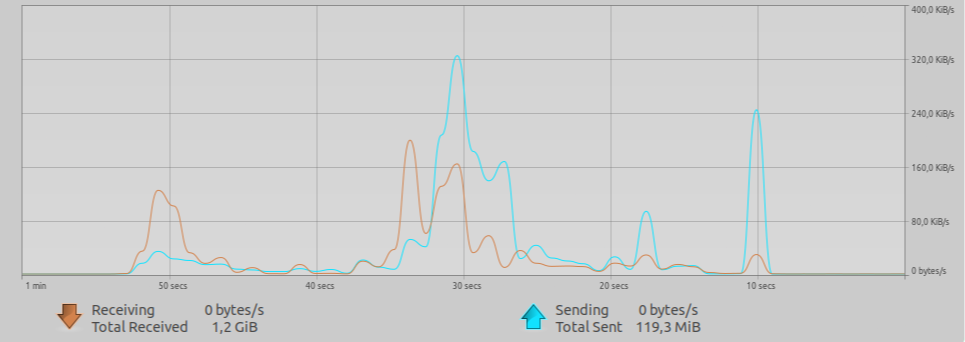 400,0 KiB/s
320,0 KiB/s
240,0 KiB/s
160,0 KiB/s
80,0 KiB/s
0 bytes/s
1 min 50 secs 40 secs 30 secs 20 secs 10 secs
Receiving 0 bytes/s Sending 0 bytes/s
Total Received 1,2 GiB Total Sent 119,3 MiB